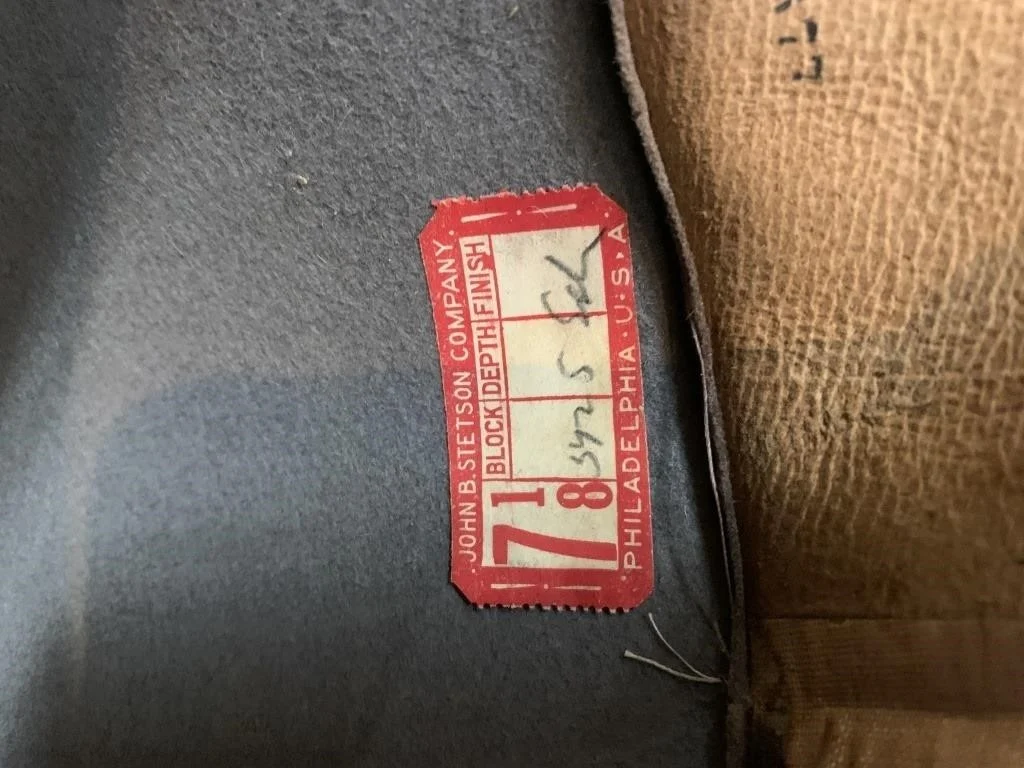 JOHN B. STETSON COMPANY.
BLOCK DEPTH FINISH
7 1/8
PHILADELPHIA · U · S · A